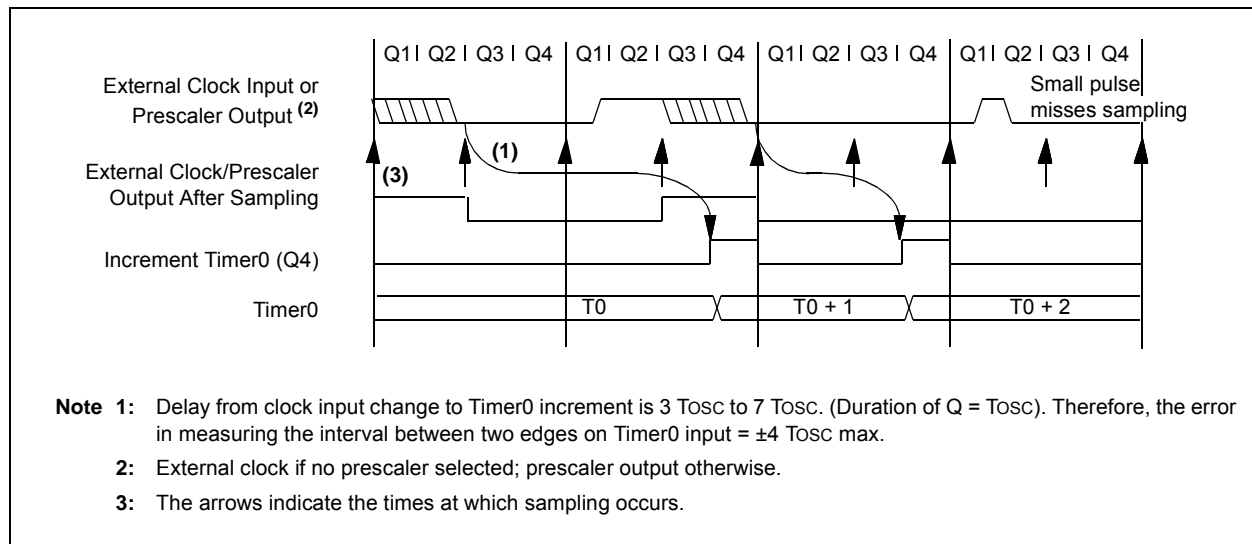 Q1 | Q2 | Q3 | Q4 Q1 | Q2 | Q3 | Q4 Q1 | Q2 | Q3 | Q4 Q1 | Q2 | Q3 | Q4
External Clock Input or
Prescaler Output (2)
Small pulse
misses sampling
(1)
External Clock/Prescaler
Output After Sampling
(3)
Increment Timer0 (Q4)
Timer0 T0 T0 + 1 T0 + 2
Note 1: Delay from clock input change to Timer0 increment is 3 TOSC to 7 TOSC. (Duration of Q = TOSC). Therefore, the error
in measuring the interval between two edges on Timer0 input = ±4 TOSC max.
2: External clock if no prescaler selected; prescaler output otherwise.
3: The arrows indicate the times at which sampling occurs.